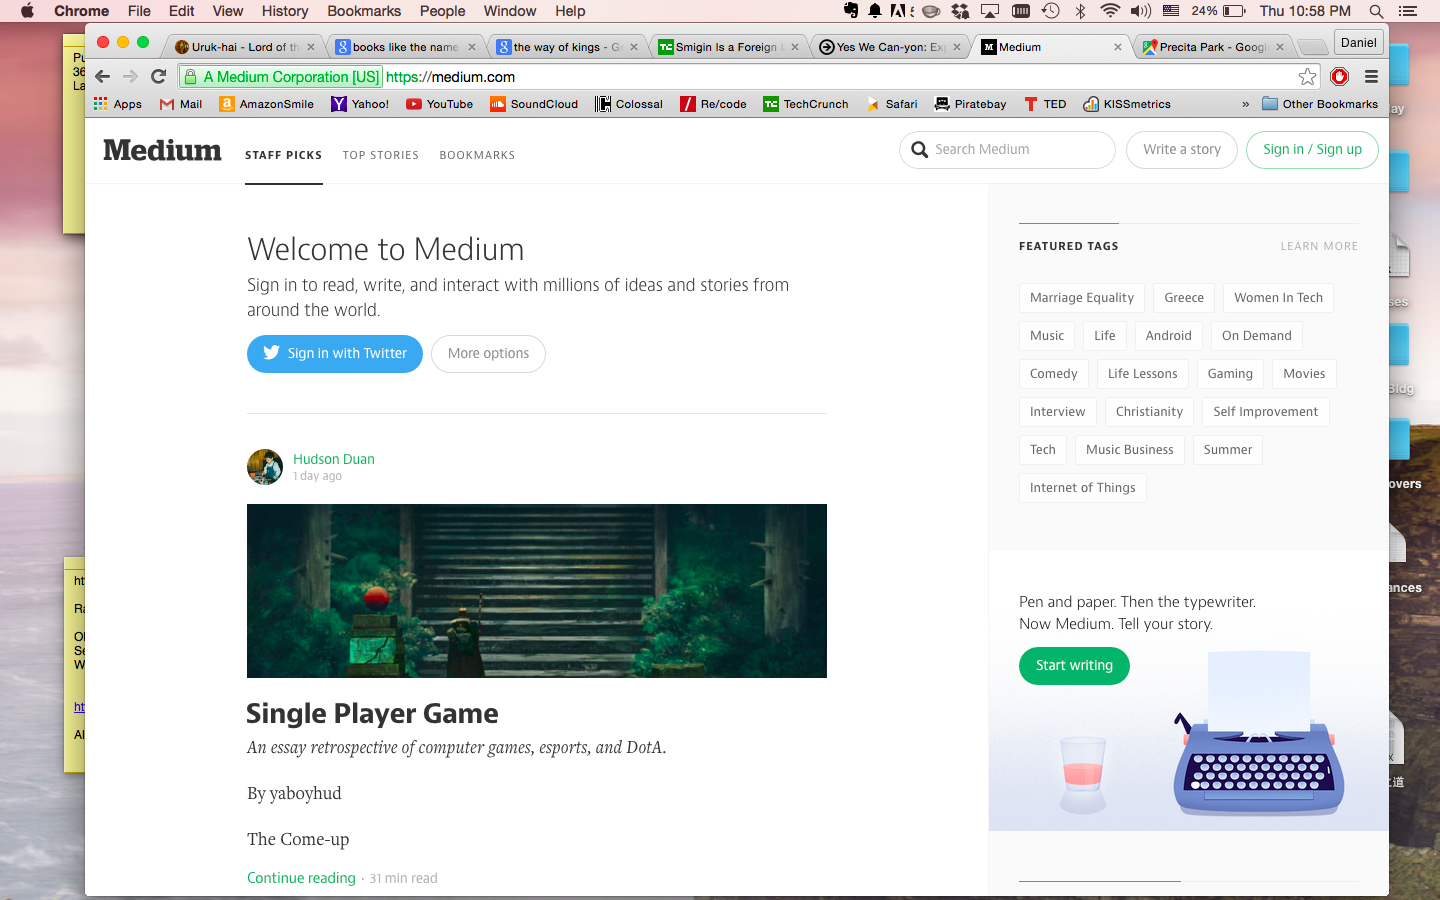 Chrome File Edit View History Bookmarks People Window Help
5 24% Thu 10:58 PM
Uruk-hai - Lord of th
books like the name
the way of kings - Go
Smigin Is a Foreign L
Yes We Can-yon: Exp
Medium
Precita Park - Google
Daniel
A Medium Corporation [US] https://medium.com
Apps Mail AmazonSmile Yahoo! YouTube SoundCloud Colossal Re/code TechCrunch Safari Piratebay TED KISSmetrics » Other Bookmarks
Medium STAFF PICKS TOP STORIES BOOKMARKS Search Medium Write a story Sign in / Sign up
Welcome to Medium
Sign in to read, write, and interact with millions of ideas and stories from
around the world.
Sign in with Twitter More options
Hudson Duan
1 day ago
Single Player Game
An essay retrospective of computer games, esports, and DotA.
By yaboyhud
The Come-up
Continue reading · 31 min read
FEATURED TAGS LEARN MORE
Marriage Equality Greece Women In Tech
Music Life Android On Demand
Comedy Life Lessons Gaming Movies
Interview Christianity Self Improvement
Tech Music Business Summer
Internet of Things
Pen and paper. Then the typewriter.
Now Medium. Tell your story.
Start writing
Pu
36
La
htt
Ra
Se
W
htt
Al
ay
ses
Bldg
overs
ances
道